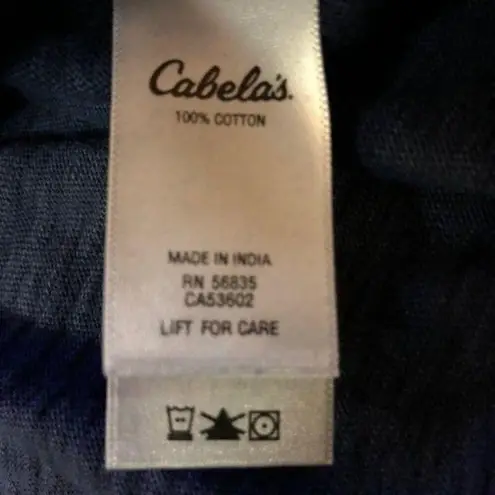 Cabela's.
100% COTTON
MADE IN INDIA
RN 56835
CA53602
LIFT FOR CARE